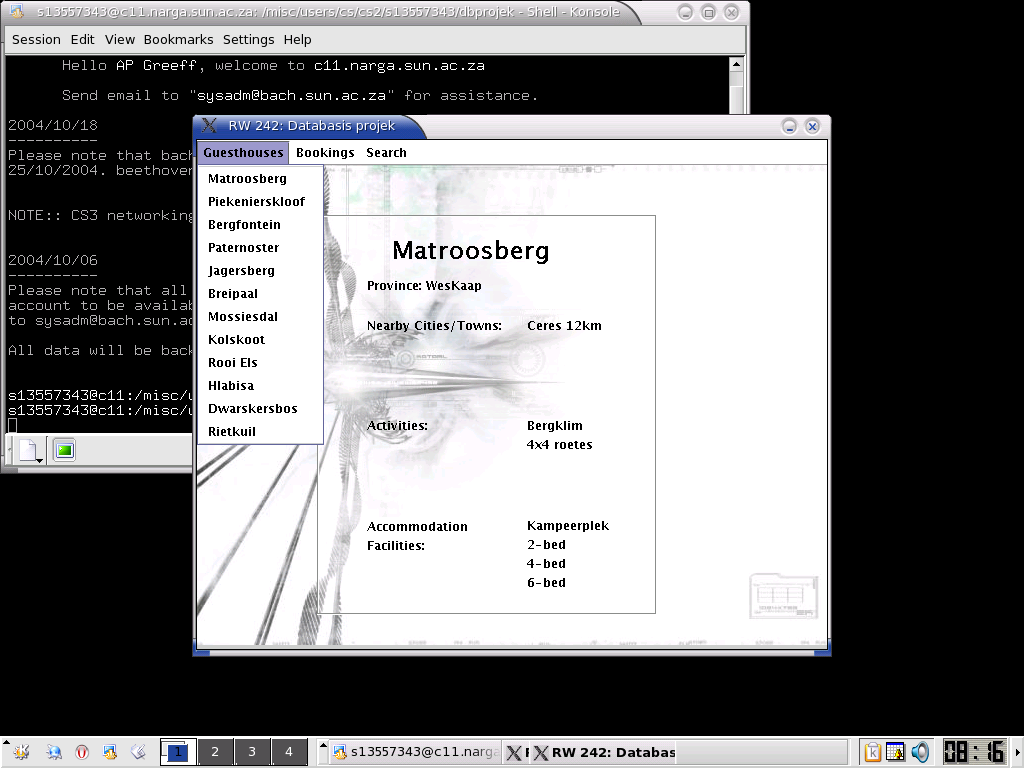 s13557343@c11.narga.sun.ac.za: /misc/users/cs/cs2/s13557343/dbprojek - Shell - Konsole
Session Edit View Bookmarks Settings Help
Hello AP Greeff, welcome to c11.narga.sun.ac.za
Send email to "sysadm@bach.sun.ac.za" for assistance.
2004/10/18
----------
Please note that bach
25/10/2004. beethoven
NOTE:: CS3 networking
2004/10/06
----------
Please note that all
account to be availab
to sysadm@bach.sun.ac
All data will be back
s13557343@c11:/misc/u
s13557343@c11:/misc/u
RW 242: Databasis projek
Guesthouses Bookings Search
Matroosberg
Piekenierskloof
Bergfontein
Paternoster
Jagersberg
Breipaal
Mossiesdal
Kolskoot
Rooi Els
Hlabisa
Dwarskersbos
Rietkuil
Matroosberg
Province: WesKaap
Nearby Cities/Towns: Ceres 12km
Activities: Bergklim
4x4 roetes
Accommodation Facilities: Kampeerplek
2-bed
4-bed
6-bed
1 2 3 4
s13557343@c11.narga
RW 242: Databas
08:16